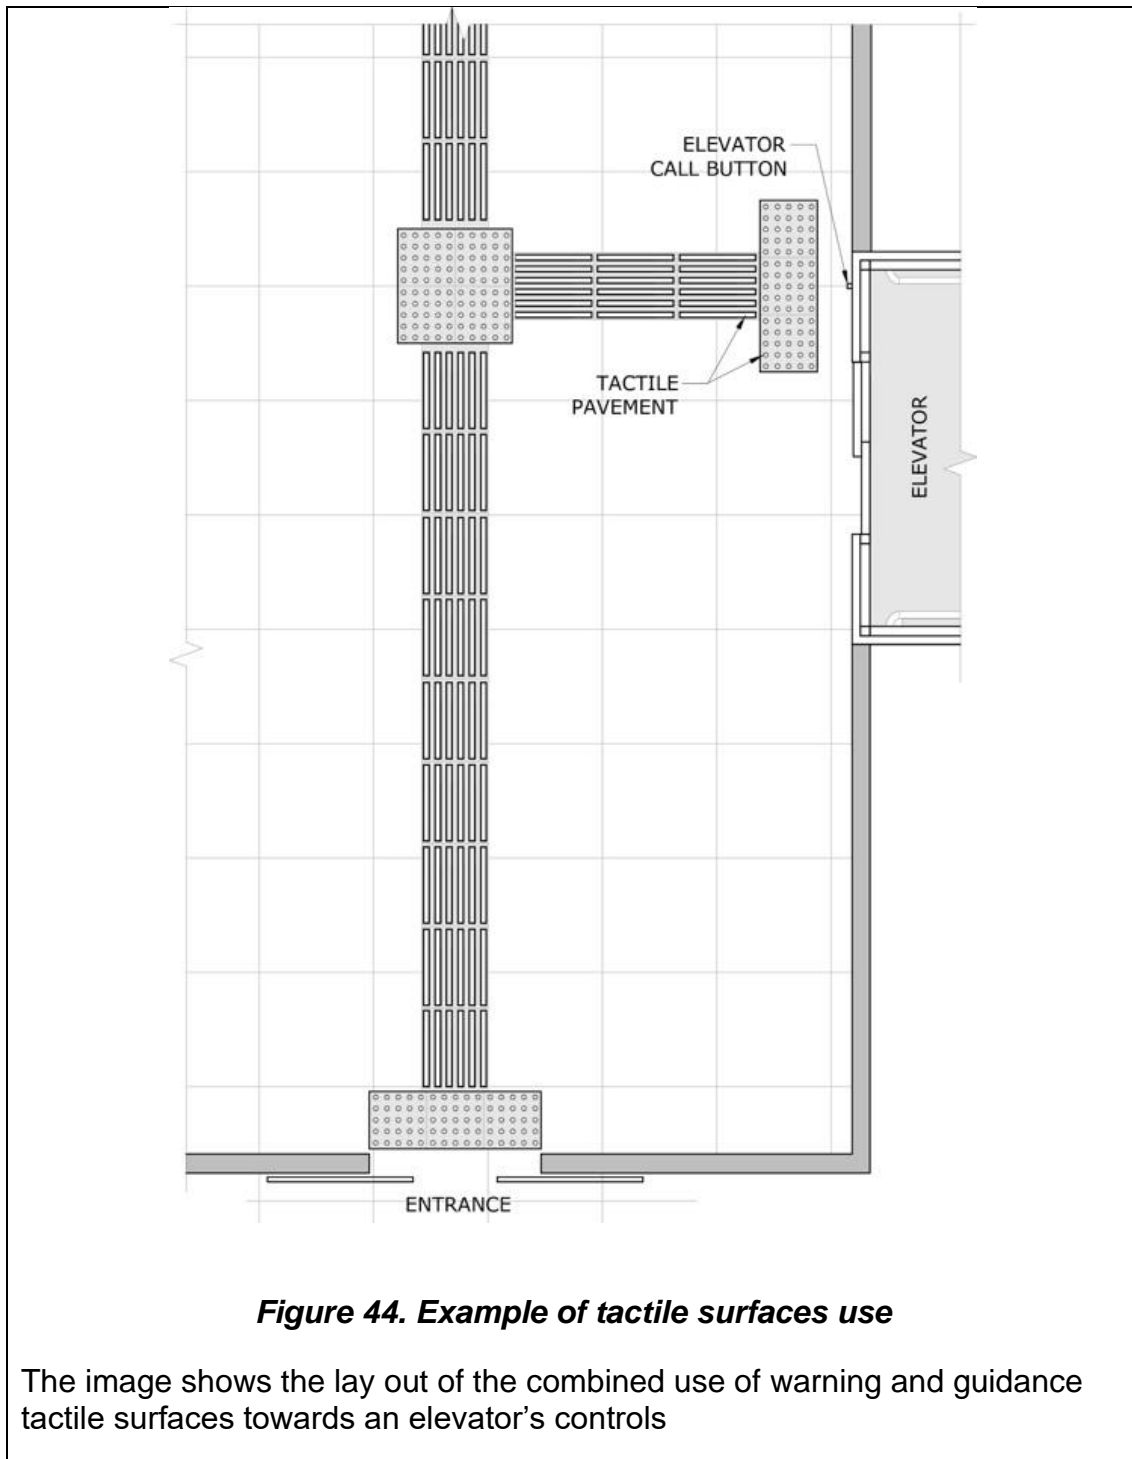 ELEVATOR
CALL BUTTON
TACTILE
PAVEMENT
ELEVATOR
ENTRANCE
Figure 44. Example of tactile surfaces use
The image shows the lay out of the combined use of warning and guidance
tactile surfaces towards an elevator’s controls